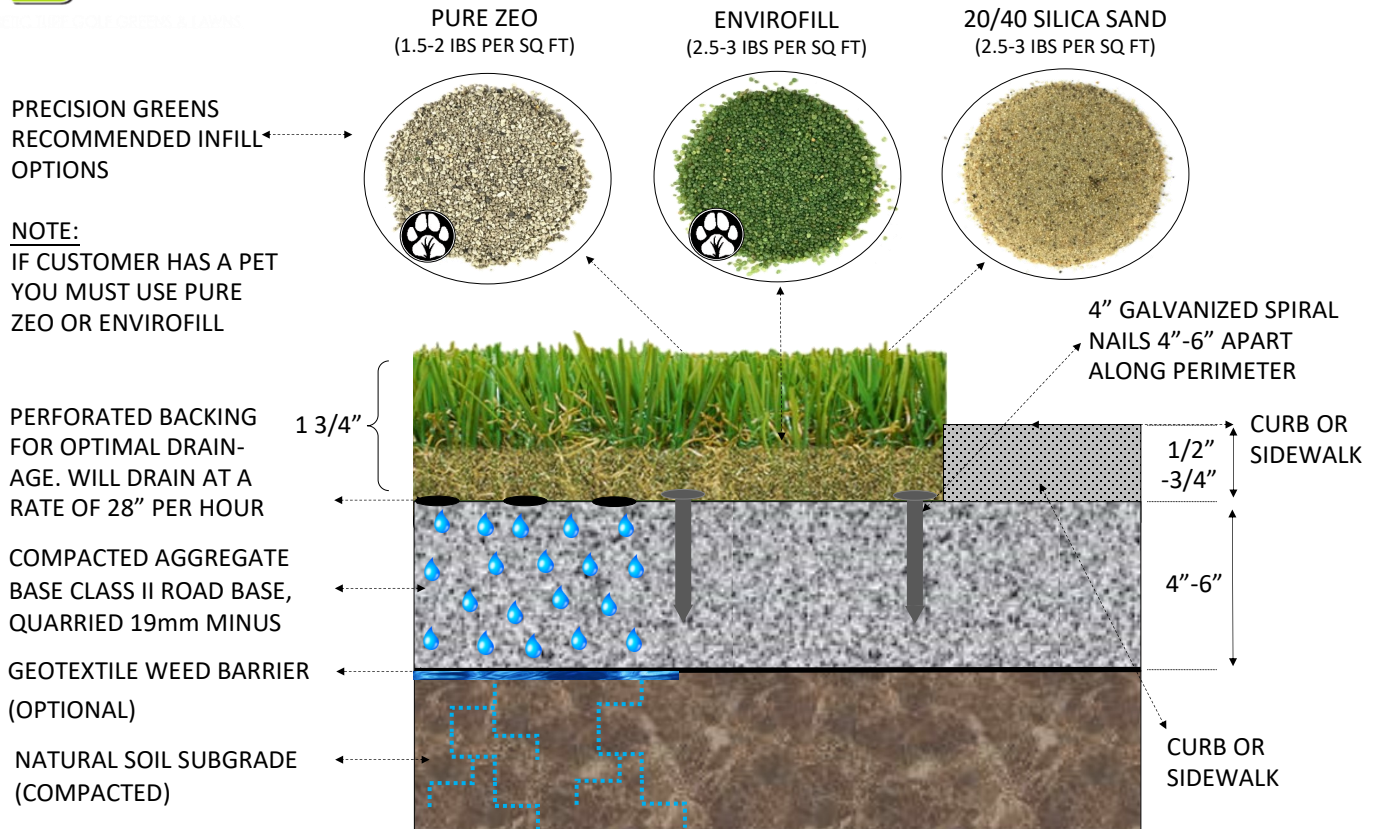 PURE ZEO
(1.5-2 IBS PER SQ FT)
ENVIROFILL
(2.5-3 IBS PER SQ FT)
20/40 SILICA SAND
(2.5-3 IBS PER SQ FT)
PRECISION GREENS
RECOMMENDED INFILL
OPTIONS
NOTE:
IF CUSTOMER HAS A PET
YOU MUST USE PURE
ZEO OR ENVIROFILL
4” GALVANIZED SPIRAL
NAILS 4”-6” APART
ALONG PERIMETER
PERFORATED BACKING
FOR OPTIMAL DRAIN-
AGE. WILL DRAIN AT A
RATE OF 28” PER HOUR
1 3/4”
1/2”
-3/4”
CURB OR
SIDEWALK
COMPACTED AGGREGATE
BASE CLASS II ROAD BASE,
QUARRIED 19mm MINUS
4”-6”
GEOTEXTILE WEED BARRIER
(OPTIONAL)
NATURAL SOIL SUBGRADE
(COMPACTED)
CURB OR
SIDEWALK